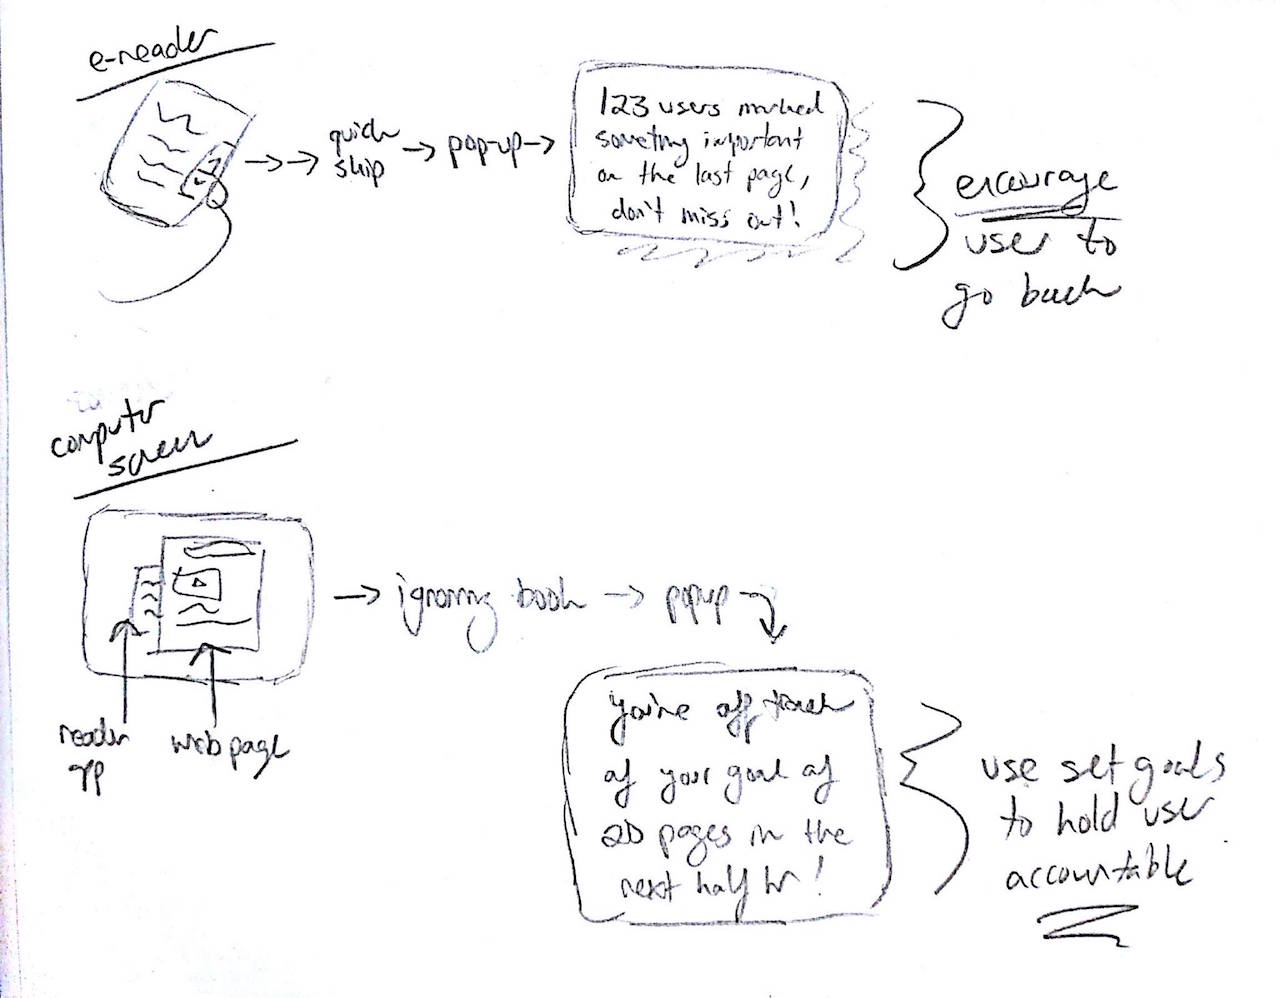 e-reader
quick
skip
pop-up
123 users marked
someting important
on the last page,
don't miss out!
encourage
user to
go back
computer
screen
ignoring book
popup
reader
app
web page
you're off track
of your goal of
20 pages in the
next half hr!
use set goals
to hold user
accountable